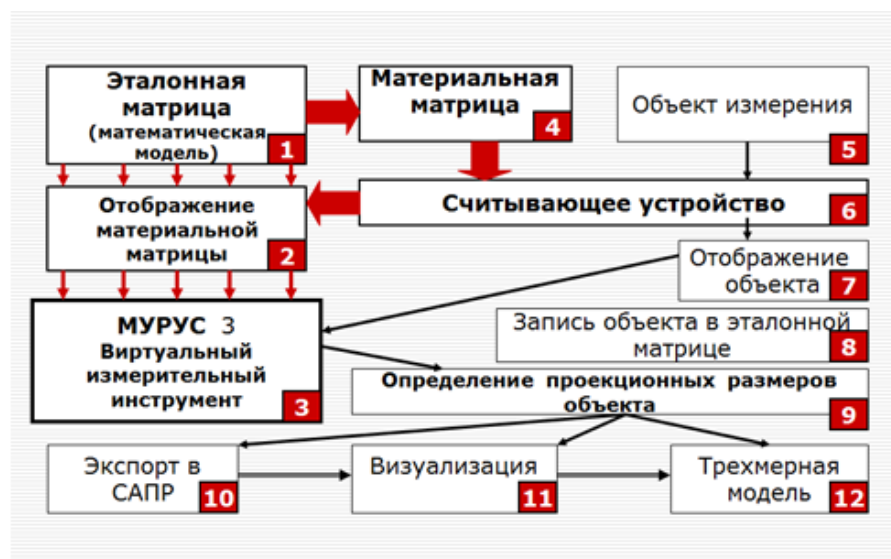 Эталонная
матрица
(математическая
модель)
1
Материальная
матрица
4
Объект измерения
5
Отображение
материальной
матрицы
2
Считывающее устройство
6
Отображение
объекта
7
МУРУС 3
Виртуальный
измерительный
инструмент
3
Запись объекта в эталонной
матрице
8
Определение проекционных размеров
объекта
9
Экспорт в
САПР
10
Визуализация
11
Трехмерная
модель
12